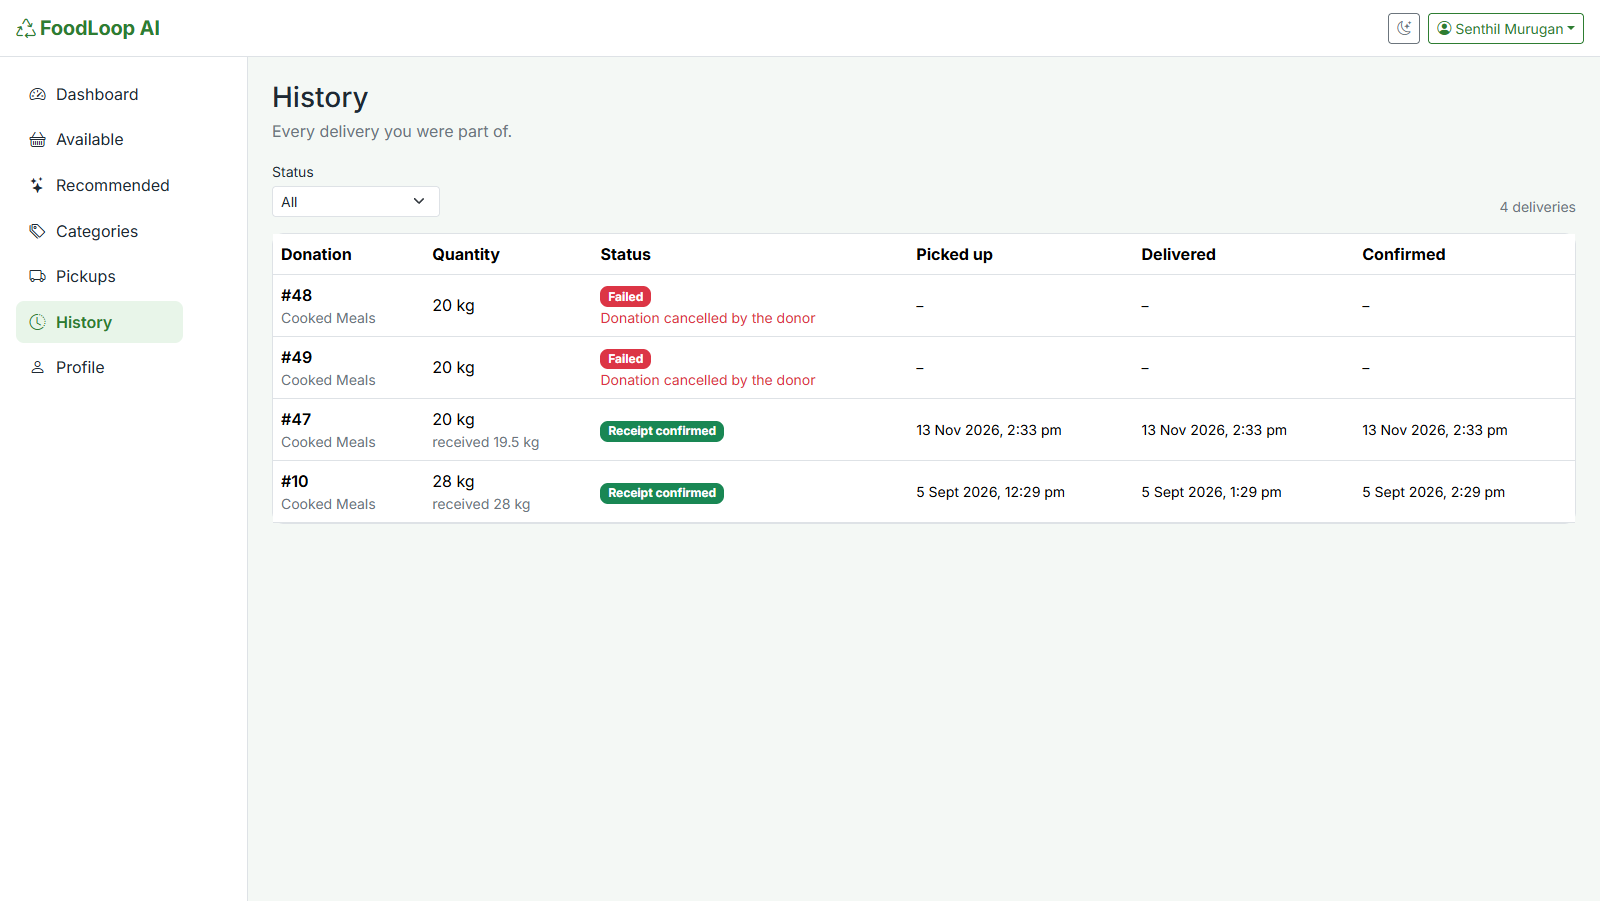 FoodLoop AI
Senthil Murugan
Dashboard
Available
Recommended
Categories
Pickups
History
Profile
History
Every delivery you were part of.
Status
All
4 deliveries
Donation Quantity Status Picked up Delivered Confirmed
#48
Cooked Meals
20 kg
Failed
Donation cancelled by the donor
– – –
#49
Cooked Meals
20 kg
Failed
Donation cancelled by the donor
– – –
#47
Cooked Meals
20 kg
received 19.5 kg
Receipt confirmed
13 Nov 2026, 2:33 pm 13 Nov 2026, 2:33 pm 13 Nov 2026, 2:33 pm
#10
Cooked Meals
28 kg
received 28 kg
Receipt confirmed
5 Sept 2026, 12:29 pm 5 Sept 2026, 1:29 pm 5 Sept 2026, 2:29 pm